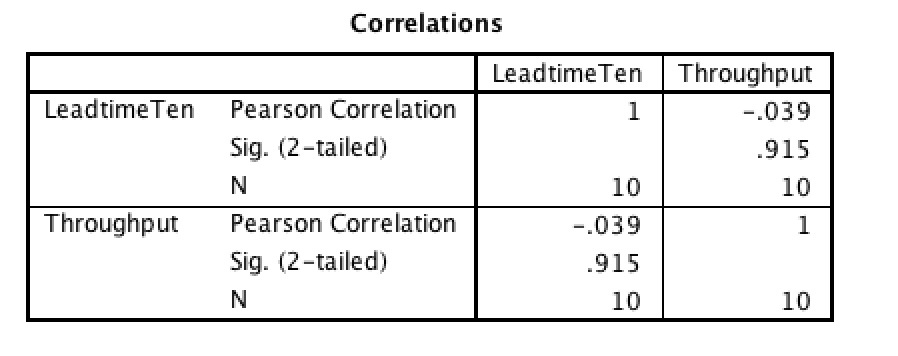 Correlations
LeadtimeTen Throughput
LeadtimeTen Pearson Correlation 1 -.039
Sig. (2-tailed) .915
N 10 10
Throughput Pearson Correlation -.039 1
Sig. (2-tailed) .915
N 10 10